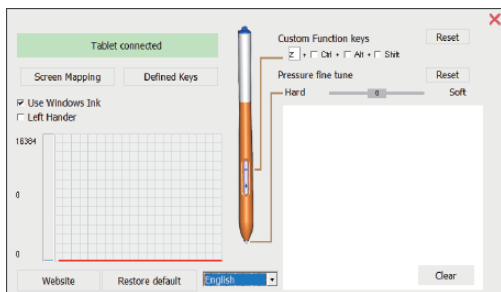 Tablet connected
Screen Mapping
Defined Keys
Use Windows Ink
Left Hander
16384
0
0
Website
Restore default
English
Custom Function keys
Reset
Z + Ctrl + Alt + Shift
Pressure fine tune
Reset
Hard
0
Soft
Clear